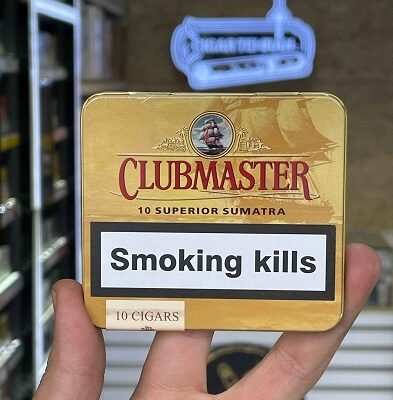 CLUBMASTER
10 SUPERIOR SUMATRA
Smoking kills
10 CIGARS